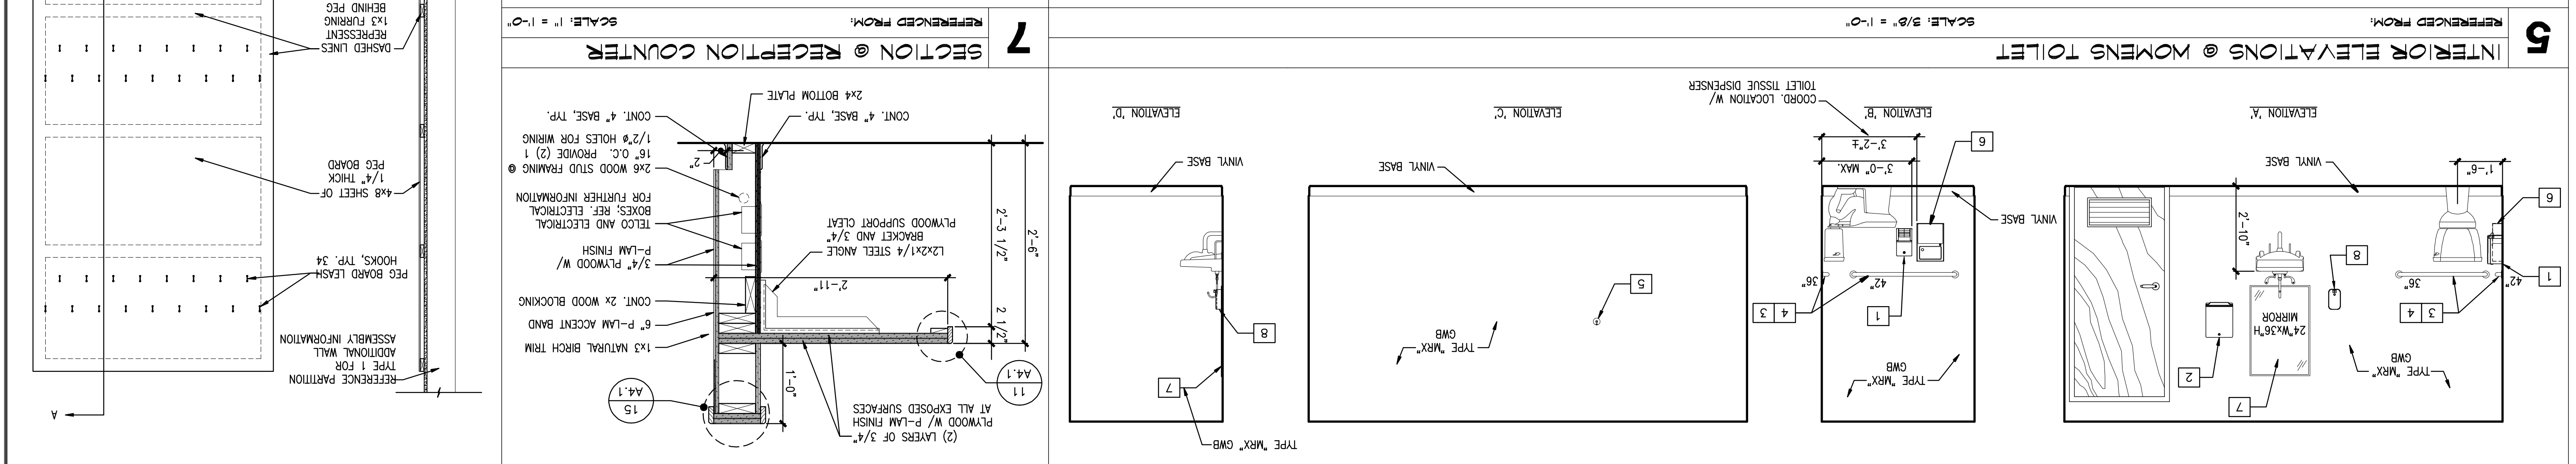 7
2
TYPE "MRX"
GWB
24"Wx36"H
MIRROR
3 4
8
1
42"
36"
2'-10"
6
1'-6"
VINYL BASE
VINYL BASE
ELEVATION 'A'
TYPE "MRX"
GWB
4 3
1
42"
36"
6
3'-0" MAX.
3'-2"±
VINYL BASE
ELEVATION 'B'
COORD. LOCATION W/
TOILET TISSUE DISPENSER
TYPE "MRX"
GWB
5
VINYL BASE
ELEVATION 'C'
TYPE "MRX" GWB
7
8
VINYL BASE
ELEVATION 'D'
5
INTERIOR ELEVATIONS @ WOMENS TOILET
REFERENCED FROM:
SCALE: 3/8" = 1'-0"
(2) LAYERS OF 3/4"
PLYWOOD W/ P-LAM FINISH
AT ALL EXPOSED SURFACES
11
A4.1
15
A4.1
1'-0"
1x3 NATURAL BIRCH TRIM
6" P-LAM ACCENT BAND
CONT. 2x WOOD BLOCKING
3/4" PLYWOOD W/
P-LAM FINISH
TELCO AND ELECTRICAL
BOXES; REF. ELECTRICAL
FOR FURTHER INFORMATION
2x6 WOOD STUD FRAMING @
16" O.C. PROVIDE (2) 1
1/2"ø HOLES FOR WIRING
CONT. 4" BASE, TYP.
2 1/2"
2'-6"
2'-3 1/2"
2'-11"
L2x2x1/4 STEEL ANGLE
BRACKET AND 3/4"
PLYWOOD SUPPORT CLEAT
2"
CONT. 4" BASE, TYP.
2x4 BOTTOM PLATE
7
SECTION @ RECEPTION COUNTER
REFERENCED FROM:
SCALE: 1" = 1'-0"
A
REFERENCE PARTITION
TYPE 1 FOR
ADDITIONAL WALL
ASSEMBLY INFORMATION
PEG BOARD LEASH
HOOKS, TYP. 34
4x8 SHEET OF
1/4" THICK
PEG BOARD
DASHED LINES
REPRESSENT
1x3 FURRING
BEHIND PEG